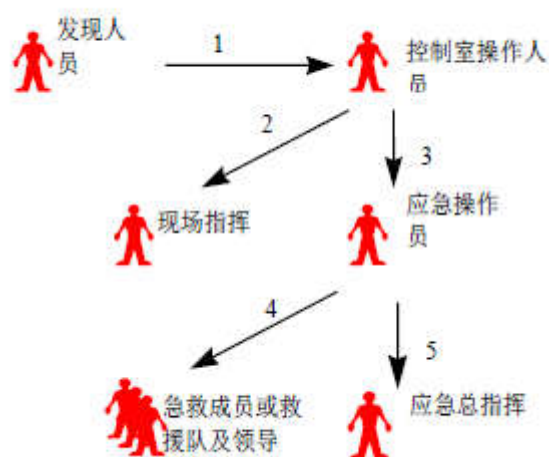 发现人
员
1
控制室操作人
员
2
3
现场指挥
应急操作
员
4
5
急救成员或救
援队及领导
应急总指挥